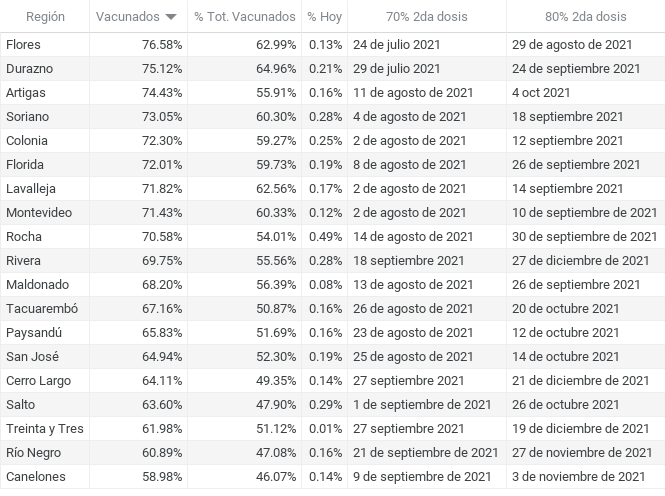 Región Vacunados % Tot. Vacunados % Hoy 70% 2da dosis 80% 2da dosis
Flores 76.58% 62.99% 0.13% 24 de julio 2021 29 de agosto de 2021
Durazno 75.12% 64.96% 0.21% 29 de julio 2021 24 de septiembre 2021
Artigas 74.43% 55.91% 0.16% 11 de agosto de 2021 4 oct 2021
Soriano 73.05% 60.30% 0.28% 4 de agosto de 2021 18 septiembre 2021
Colonia 72.30% 59.27% 0.25% 2 de agosto de 2021 12 septiembre 2021
Florida 72.01% 59.73% 0.19% 8 de agosto de 2021 26 de septiembre 2021
Lavalleja 71.82% 62.56% 0.17% 2 de agosto de 2021 14 septiembre 2021
Montevideo 71.43% 60.33% 0.12% 2 de agosto de 2021 10 de septiembre de 2021
Rocha 70.58% 54.01% 0.49% 14 de agosto de 2021 30 de septiembre de 2021
Rivera 69.75% 55.56% 0.28% 18 septiembre 2021 27 de diciembre de 2021
Maldonado 68.20% 56.39% 0.08% 13 de agosto de 2021 26 de septiembre 2021
Tacuarembó 67.16% 50.87% 0.16% 26 de agosto de 2021 20 de octubre 2021
Paysandú 65.83% 51.69% 0.16% 23 de agosto de 2021 12 de octubre 2021
San José 64.94% 52.30% 0.19% 25 de agosto de 2021 14 de octubre 2021
Cerro Largo 64.11% 49.35% 0.14% 27 septiembre 2021 21 de diciembre de 2021
Salto 63.60% 47.90% 0.29% 1 de septiembre de 2021 26 de octubre 2021
Treinta y Tres 61.98% 51.12% 0.01% 27 septiembre 2021 19 de diciembre de 2021
Río Negro 60.89% 47.08% 0.16% 21 de septiembre de 2021 27 de noviembre de 2021
Canelones 58.98% 46.07% 0.14% 9 de septiembre de 2021 3 de noviembre de 2021